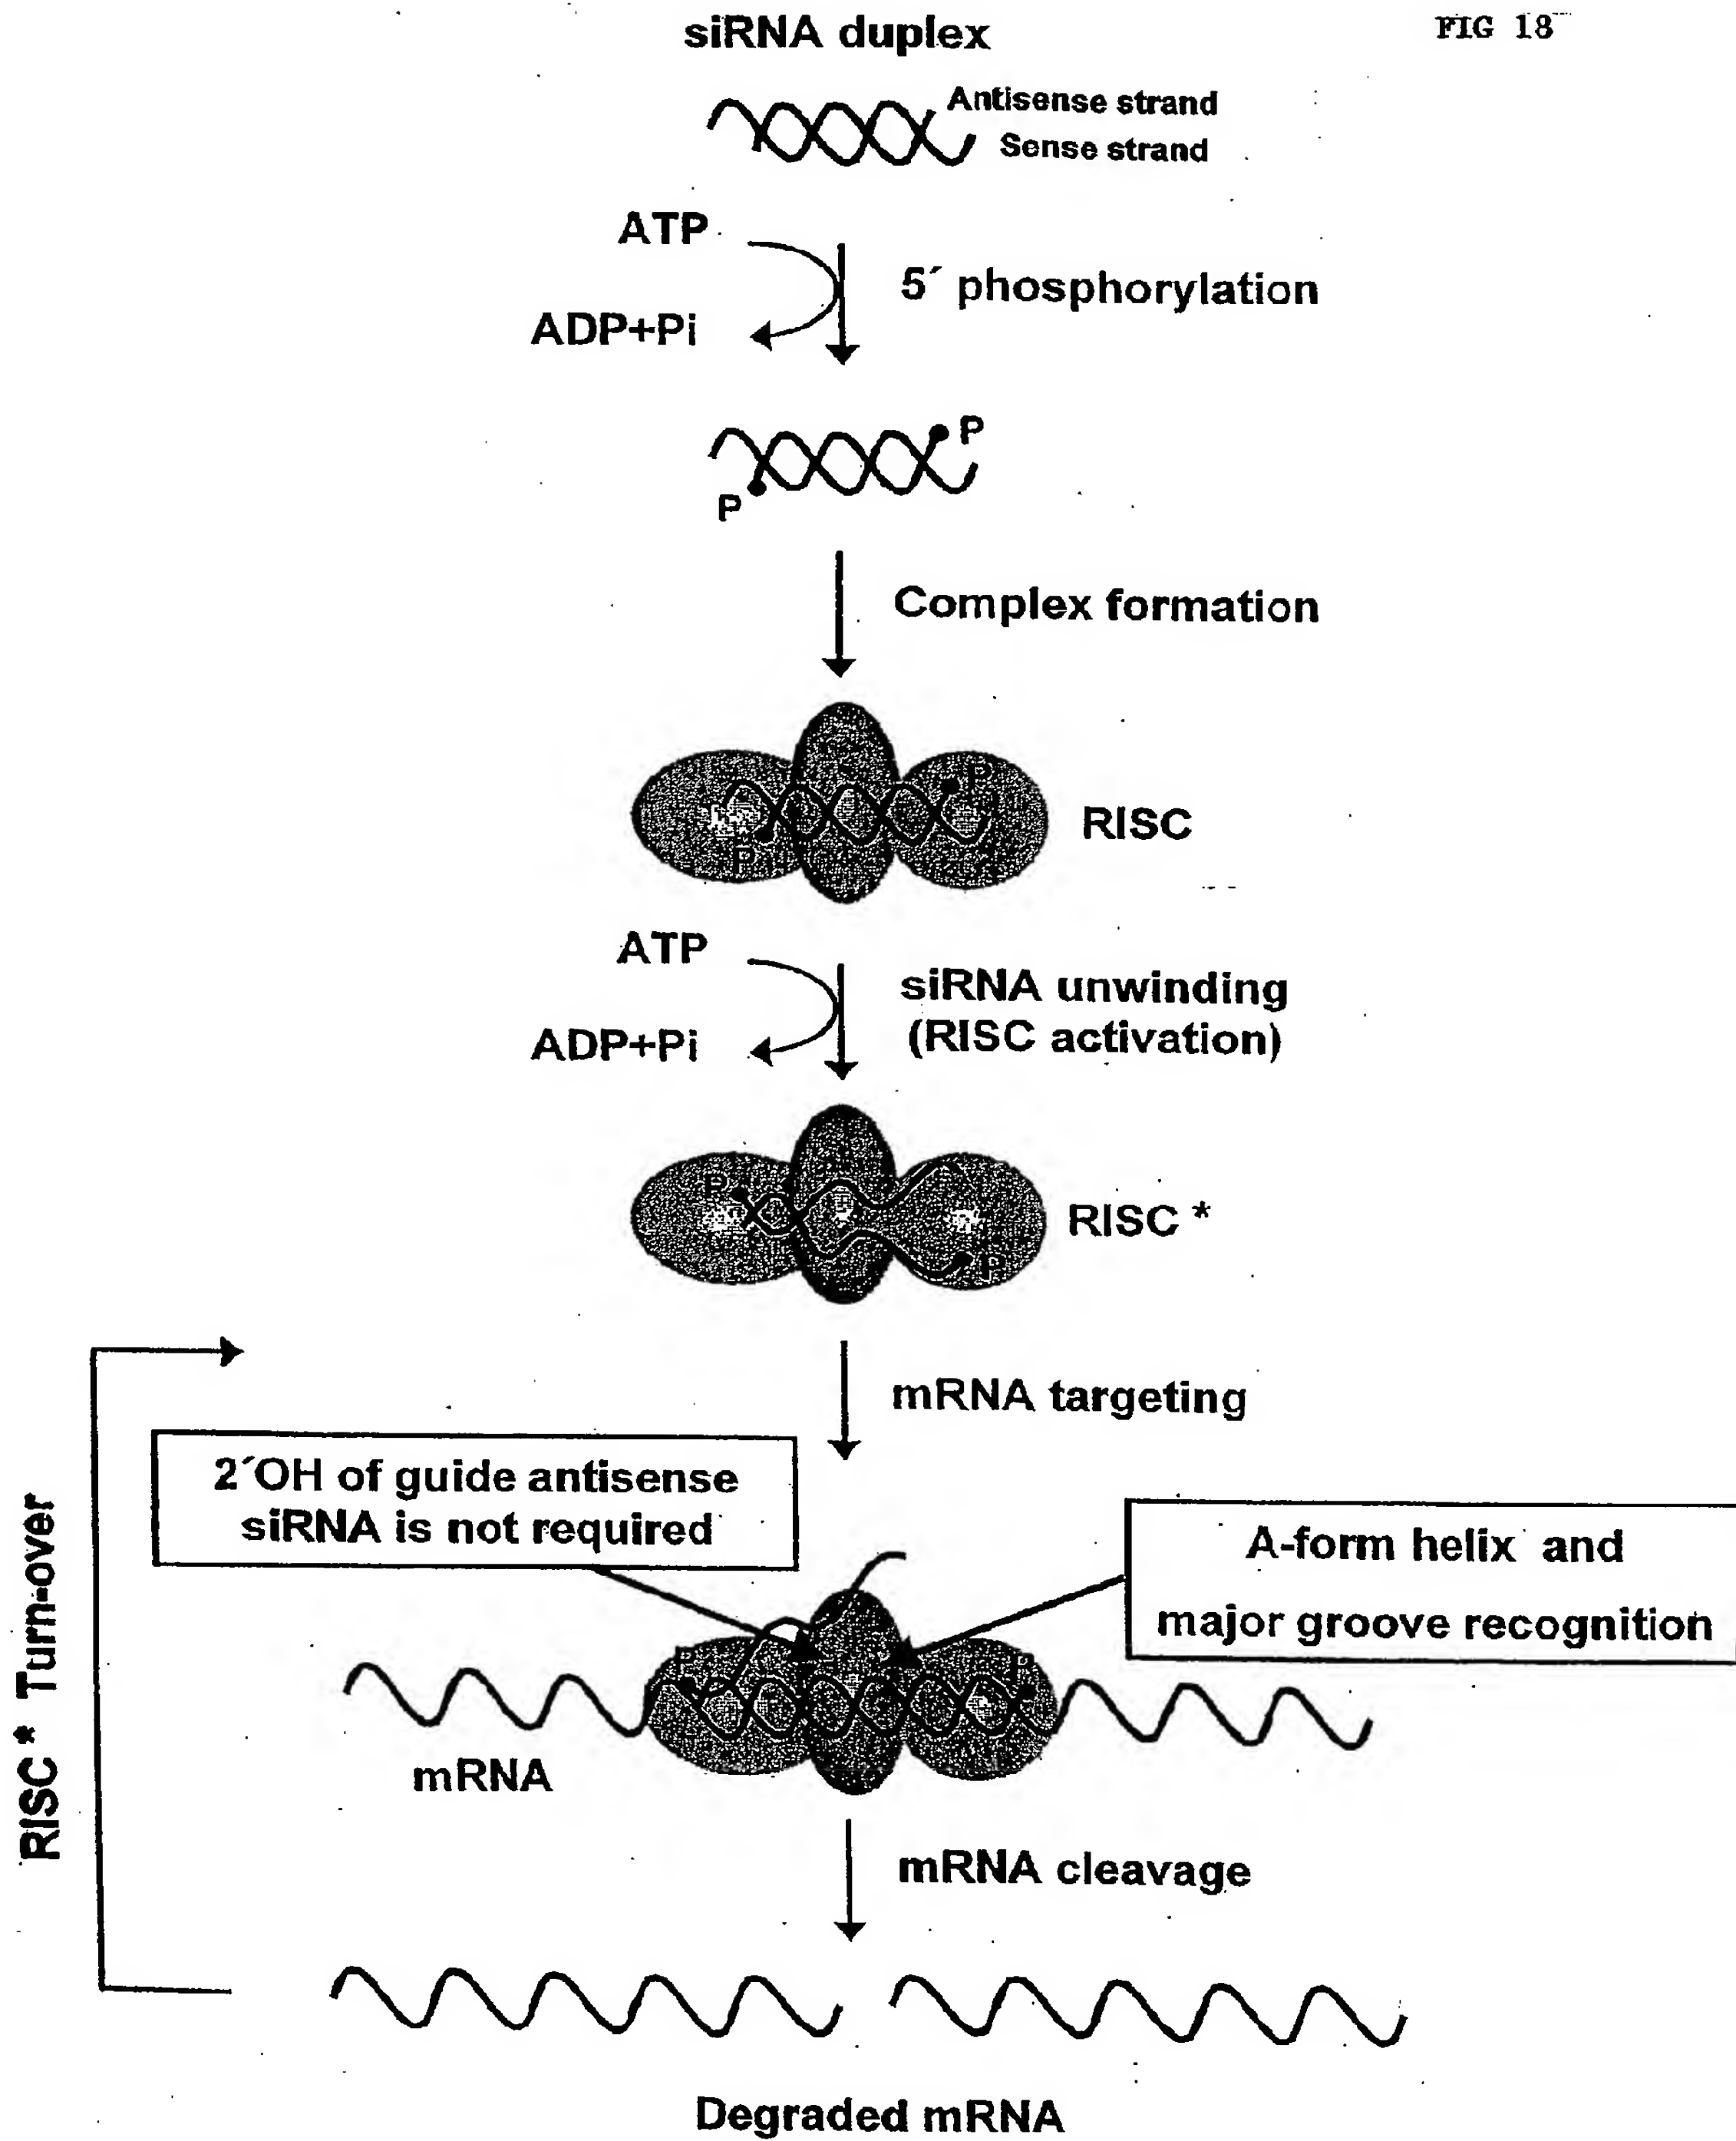 siRNA duplex
FIG 18
Antisense strand
Sense strand
ATP
5´ phosphorylation
ADP+Pi
P
P
Complex formation
P
RISC
P
ATP
siRNA unwinding
(RISC activation)
ADP+Pi
P
RISC *
P
mRNA targeting
2´OH of guide antisense
siRNA is not required
A-form helix and
major groove recognition
RISC * Turn-over
P
P
mRNA
mRNA cleavage
Degraded mRNA